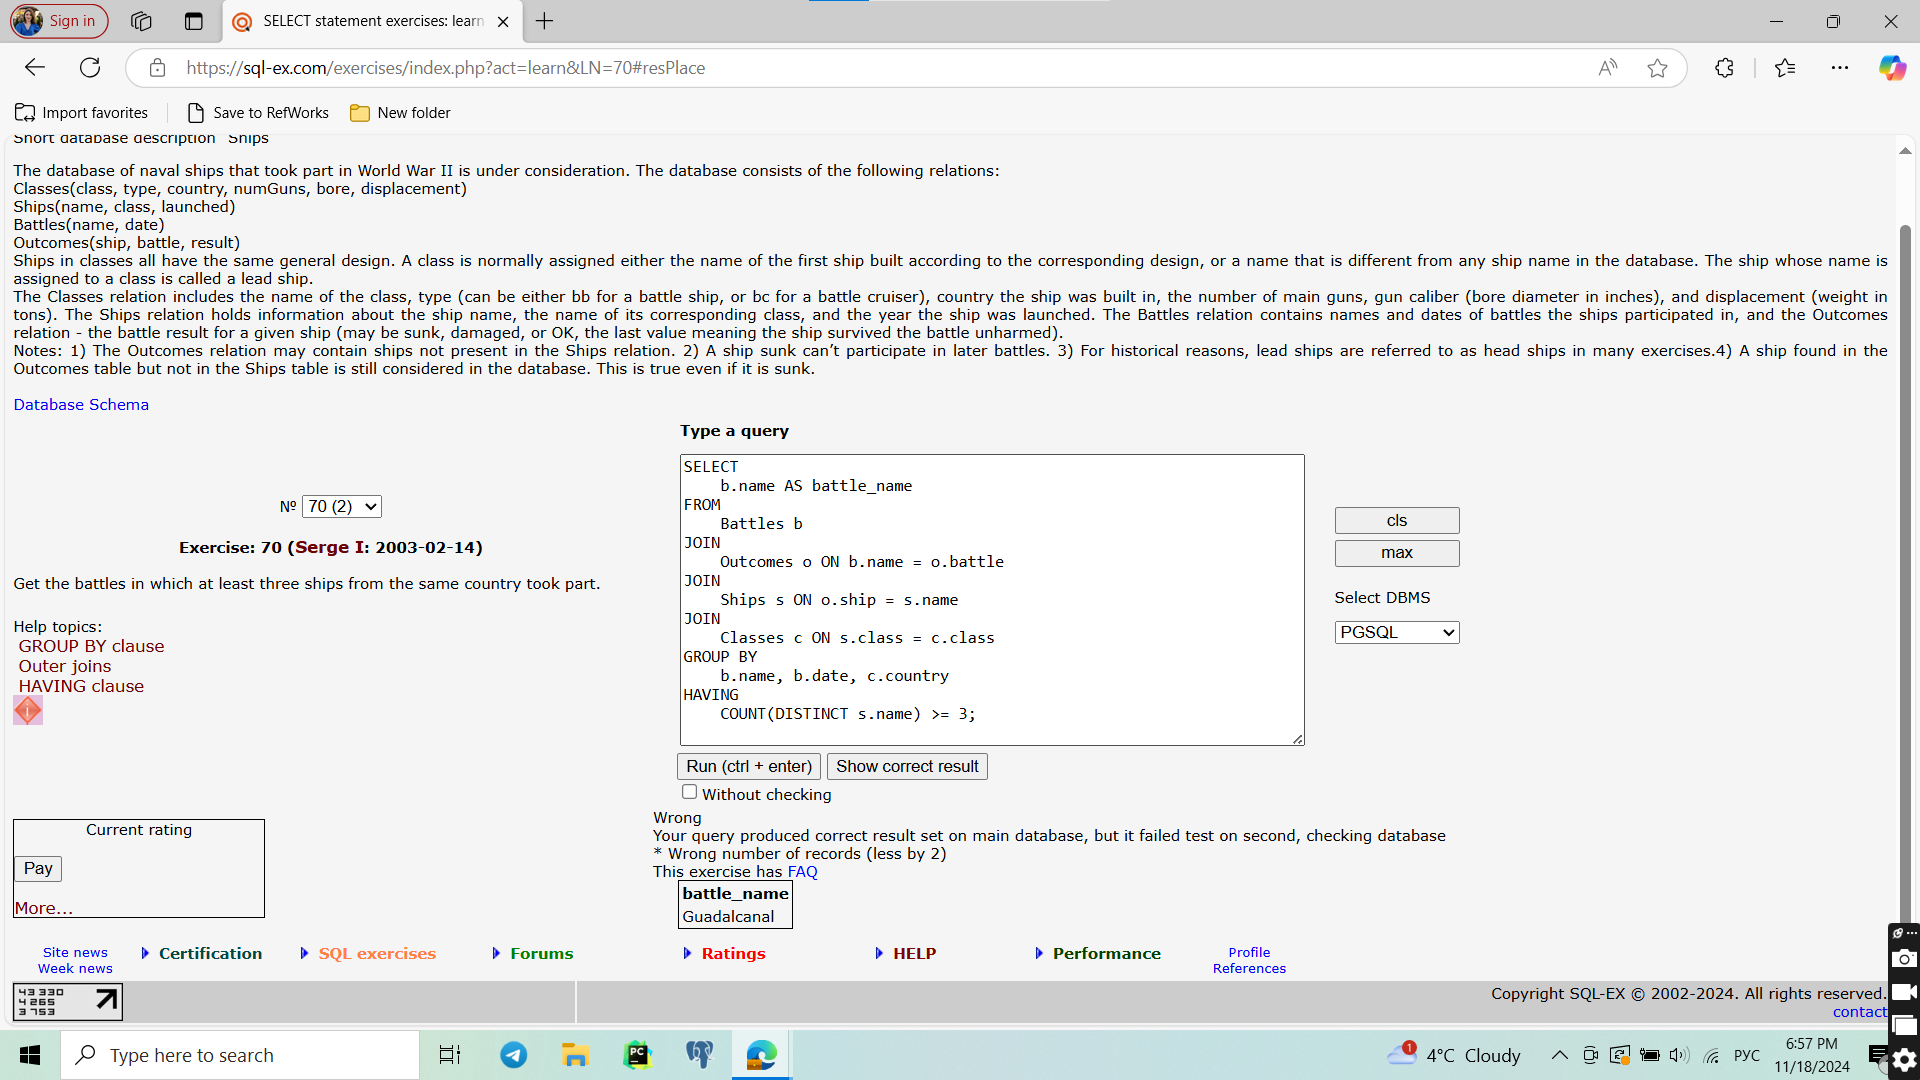 Sign in
SELECT statement exercises: learn
https://sql-ex.com/exercises/index.php?act=learn&LN=70#resPlace
Import favorites
Save to RefWorks
New folder
Short database description "Ships"
The database of naval ships that took part in World War II is under consideration. The database consists of the following relations:
Classes(class, type, country, numGuns, bore, displacement)
Ships(name, class, launched)
Battles(name, date)
Outcomes(ship, battle, result)
Ships in classes all have the same general design. A class is normally assigned either the name of the first ship built according to the corresponding design, or a name that is different from any ship name in the database. The ship whose name is
assigned to a class is called a lead ship.
The Classes relation includes the name of the class, type (can be either bb for a battle ship, or bc for a battle cruiser), country the ship was built in, the number of main guns, gun caliber (bore diameter in inches), and displacement (weight in
tons). The Ships relation holds information about the ship name, the name of its corresponding class, and the year the ship was launched. The Battles relation contains names and dates of battles the ships participated in, and the Outcomes
relation - the battle result for a given ship (may be sunk, damaged, or OK, the last value meaning the ship survived the battle unharmed).
Notes: 1) The Outcomes relation may contain ships not present in the Ships relation. 2) A ship sunk can’t participate in later battles. 3) For historical reasons, lead ships are referred to as head ships in many exercises.4) A ship found in the
Outcomes table but not in the Ships table is still considered in the database. This is true even if it is sunk.
Database Schema
Type a query
№ 70 (2)
Exercise: 70 (Serge I: 2003-02-14)
Get the battles in which at least three ships from the same country took part.
Help topics:
GROUP BY clause
Outer joins
HAVING clause
SELECT
b.name AS battle_name
FROM
Battles b
JOIN
Outcomes o ON b.name = o.battle
JOIN
Ships s ON o.ship = s.name
JOIN
Classes c ON s.class = c.class
GROUP BY
b.name, b.date, c.country
HAVING
COUNT(DISTINCT s.name) >= 3;
cls
max
Select DBMS
PGSQL
Run (ctrl + enter)
Show correct result
Without checking
Current rating
Pay
More...
Wrong
Your query produced correct result set on main database, but it failed test on second, checking database
* Wrong number of records (less by 2)
This exercise has FAQ
battle_name
Guadalcanal
Site news
Week news
Certification
SQL exercises
Forums
Ratings
HELP
Performance
Profile
References
43 330
4 265
3 753
Copyright SQL-EX © 2002-2024. All rights reserved.
contact
Type here to search
PC
1
4°C Cloudy
РУС
6:57 PM
11/18/2024